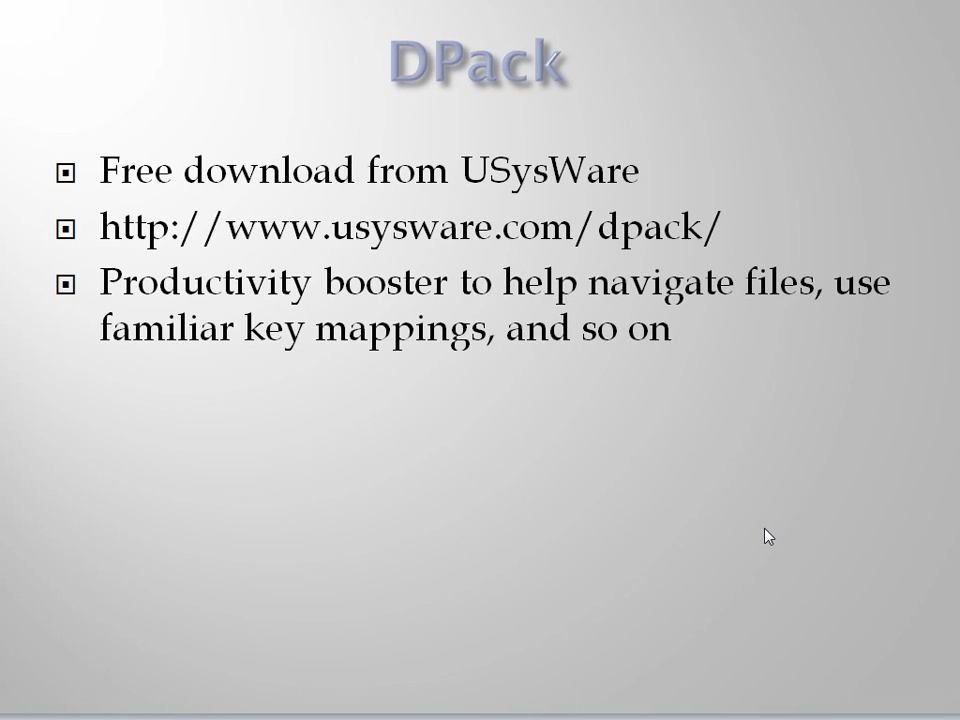 DPack
Free download from USysWare
http://www.usysware.com/dpack/
Productivity booster to help navigate files, use
familiar key mappings, and so on